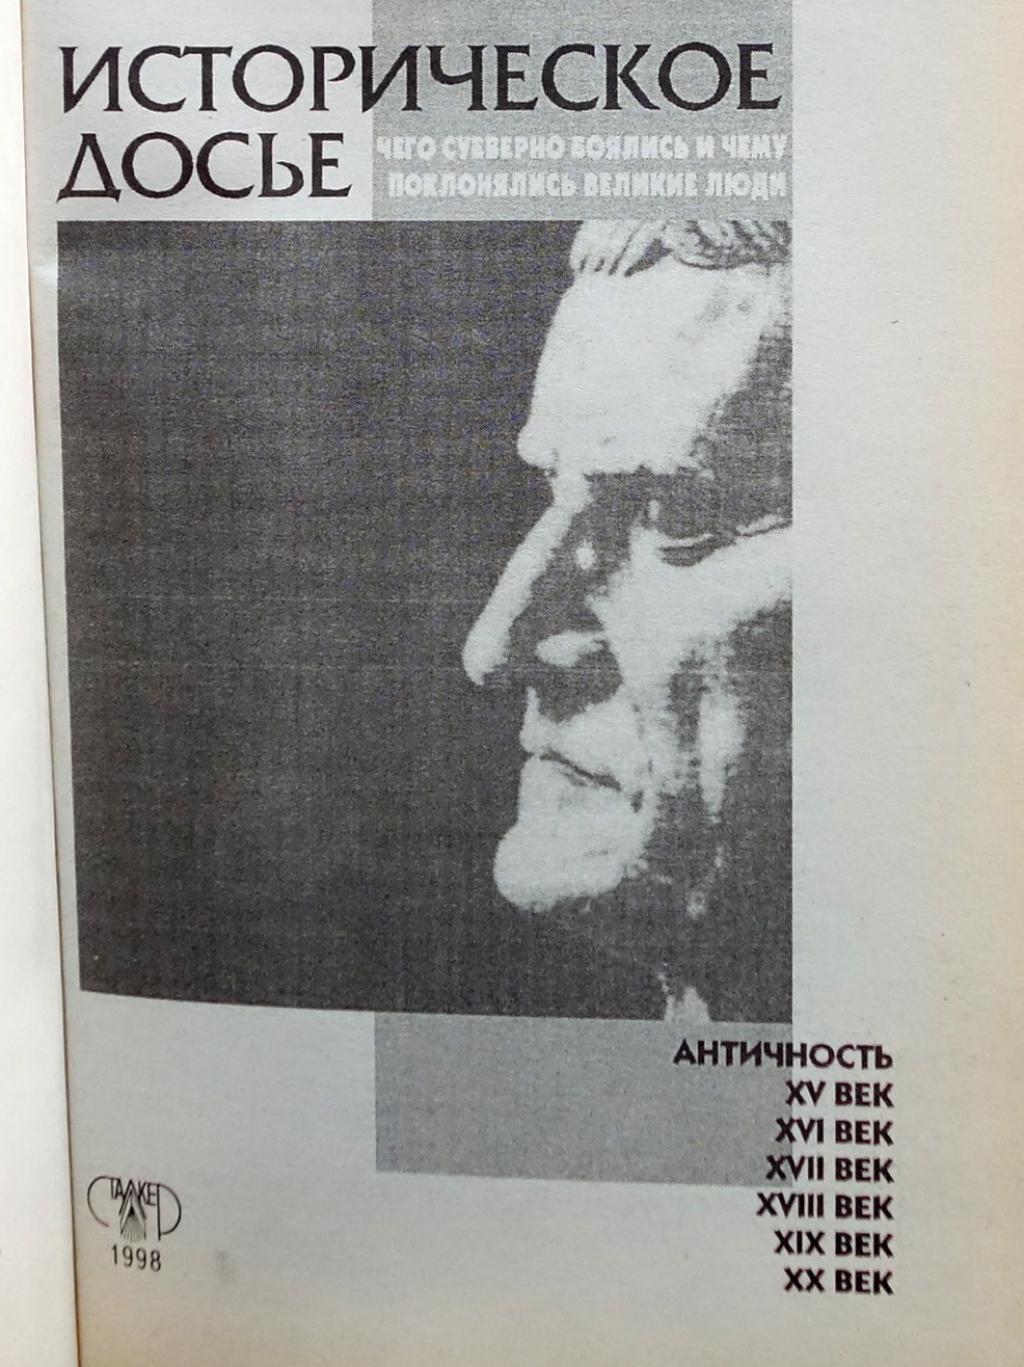 ИСТОРИЧЕСКОЕ
ДОСЬЕ
ЧЕГО СУЕВЕРНО БОЯЛИСЬ И ЧЕМУ
ПОКЛОНЯЛИСЬ ВЕЛИКИЕ ЛЮДИ
АНТИЧНОСТЬ
XV ВЕК
XVI ВЕК
XVII ВЕК
XVIII ВЕК
XIX ВЕК
XX ВЕК
СТАЛКЕР
1998